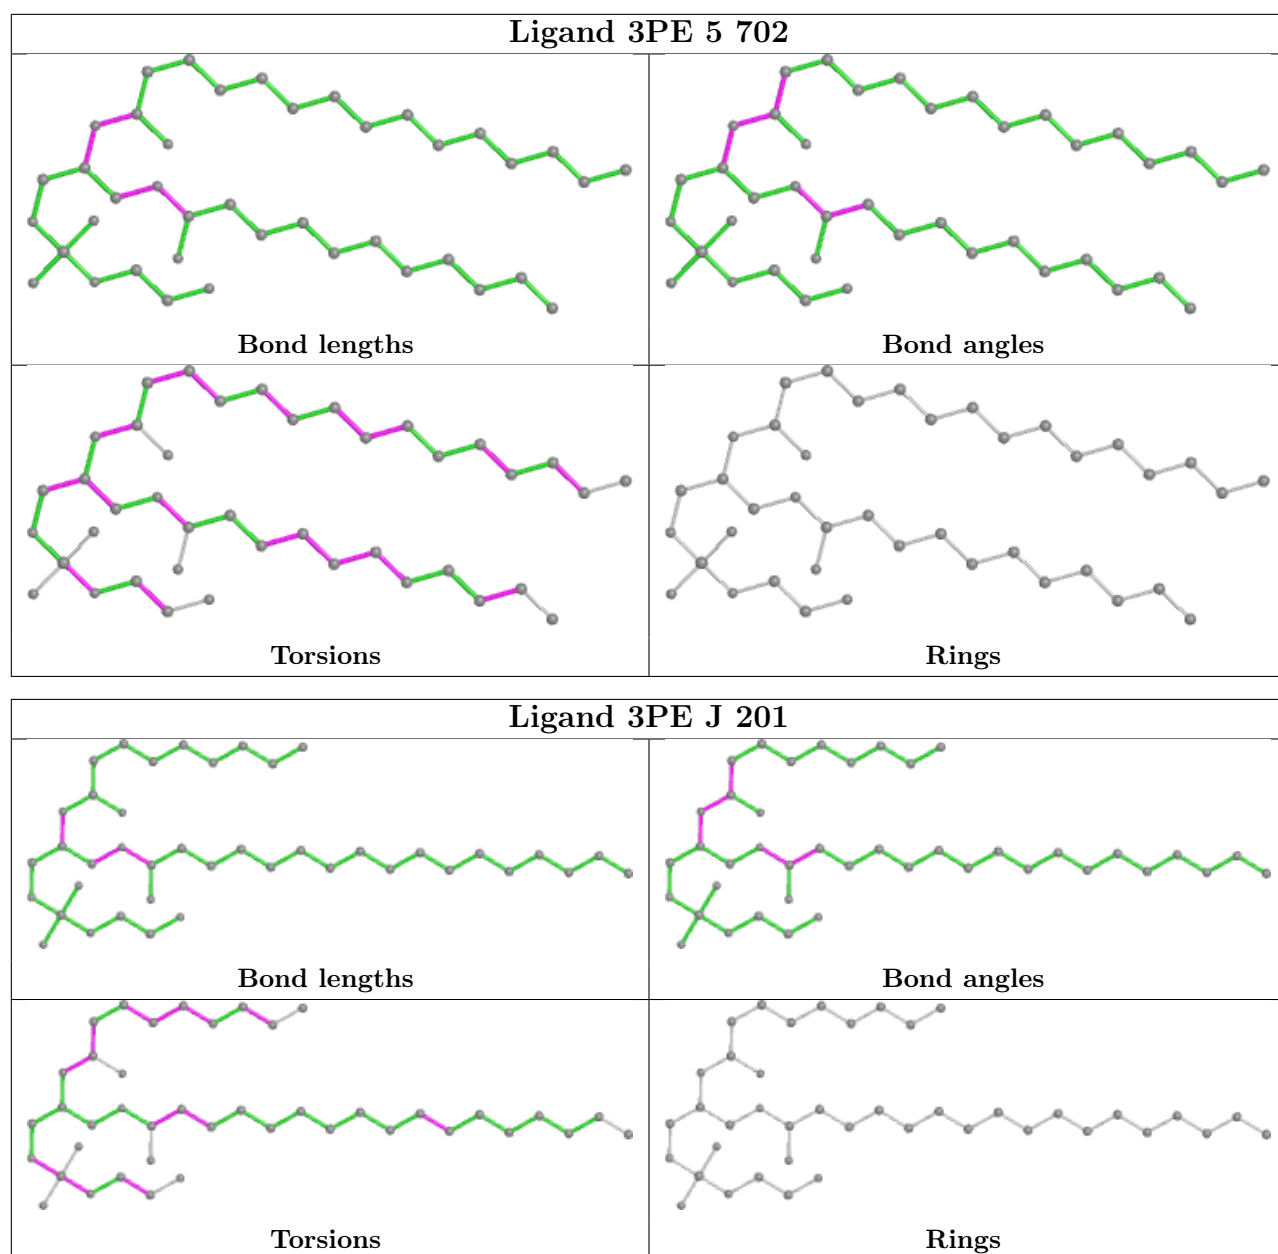 Ligand 3PE 5 702
Bond lengths
Bond angles
Torsions
Rings
Ligand 3PE J 201
Bond lengths
Bond angles
Torsions
Rings